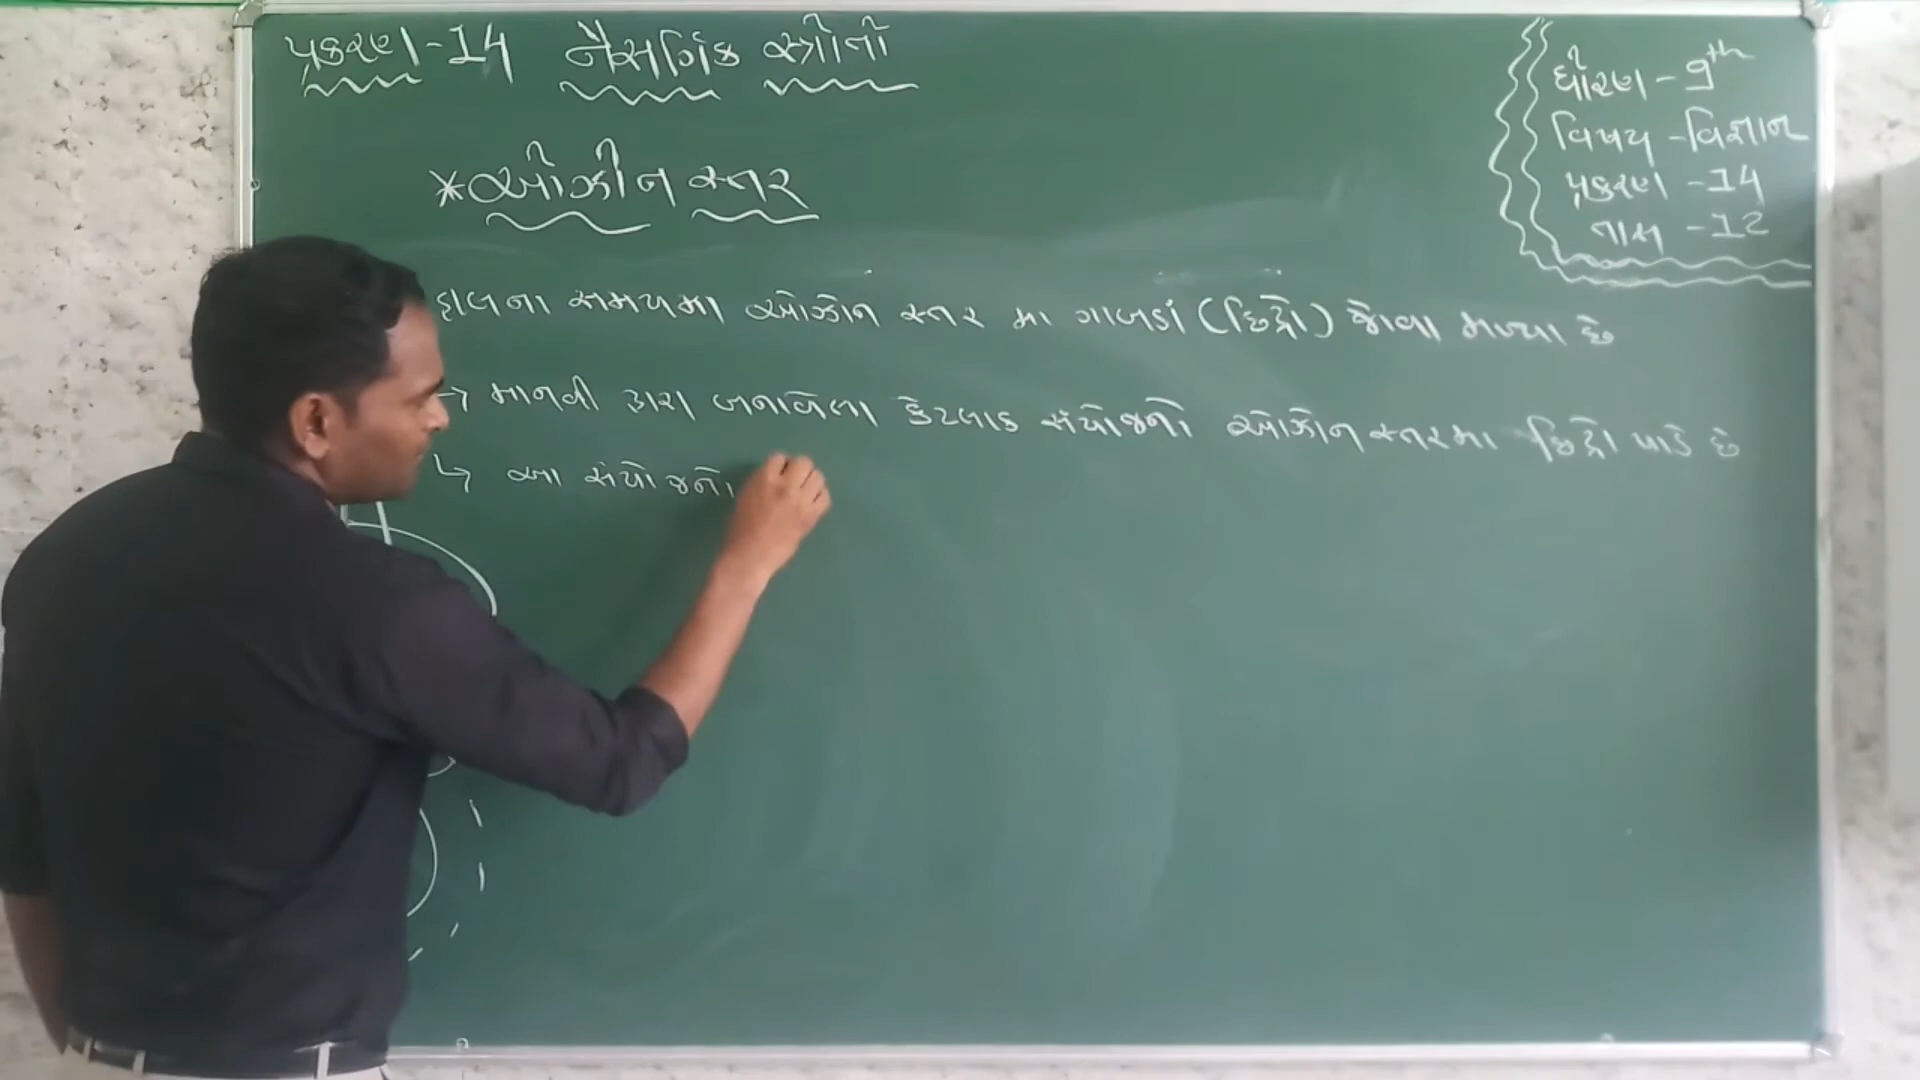 પ્રકરણ-14 નૈસર્ગિક સ્ત્રોતો
ધોરણ - 9th
વિષય - વિજ્ઞાન
પ્રકરણ - 14
તાસ - 12
*ઓઝોન સ્તર
હાલના સમયમા ઓઝોન સ્તર મા ગાબડાં (છિદ્રો) જોવા મળ્યા છે
→ માનવી દ્વારા બનાવેલા કેટલાક સંયોજનો ઓઝોન સ્તરમા છિદ્રો પાડે છે
↳ આ સંયોજનો